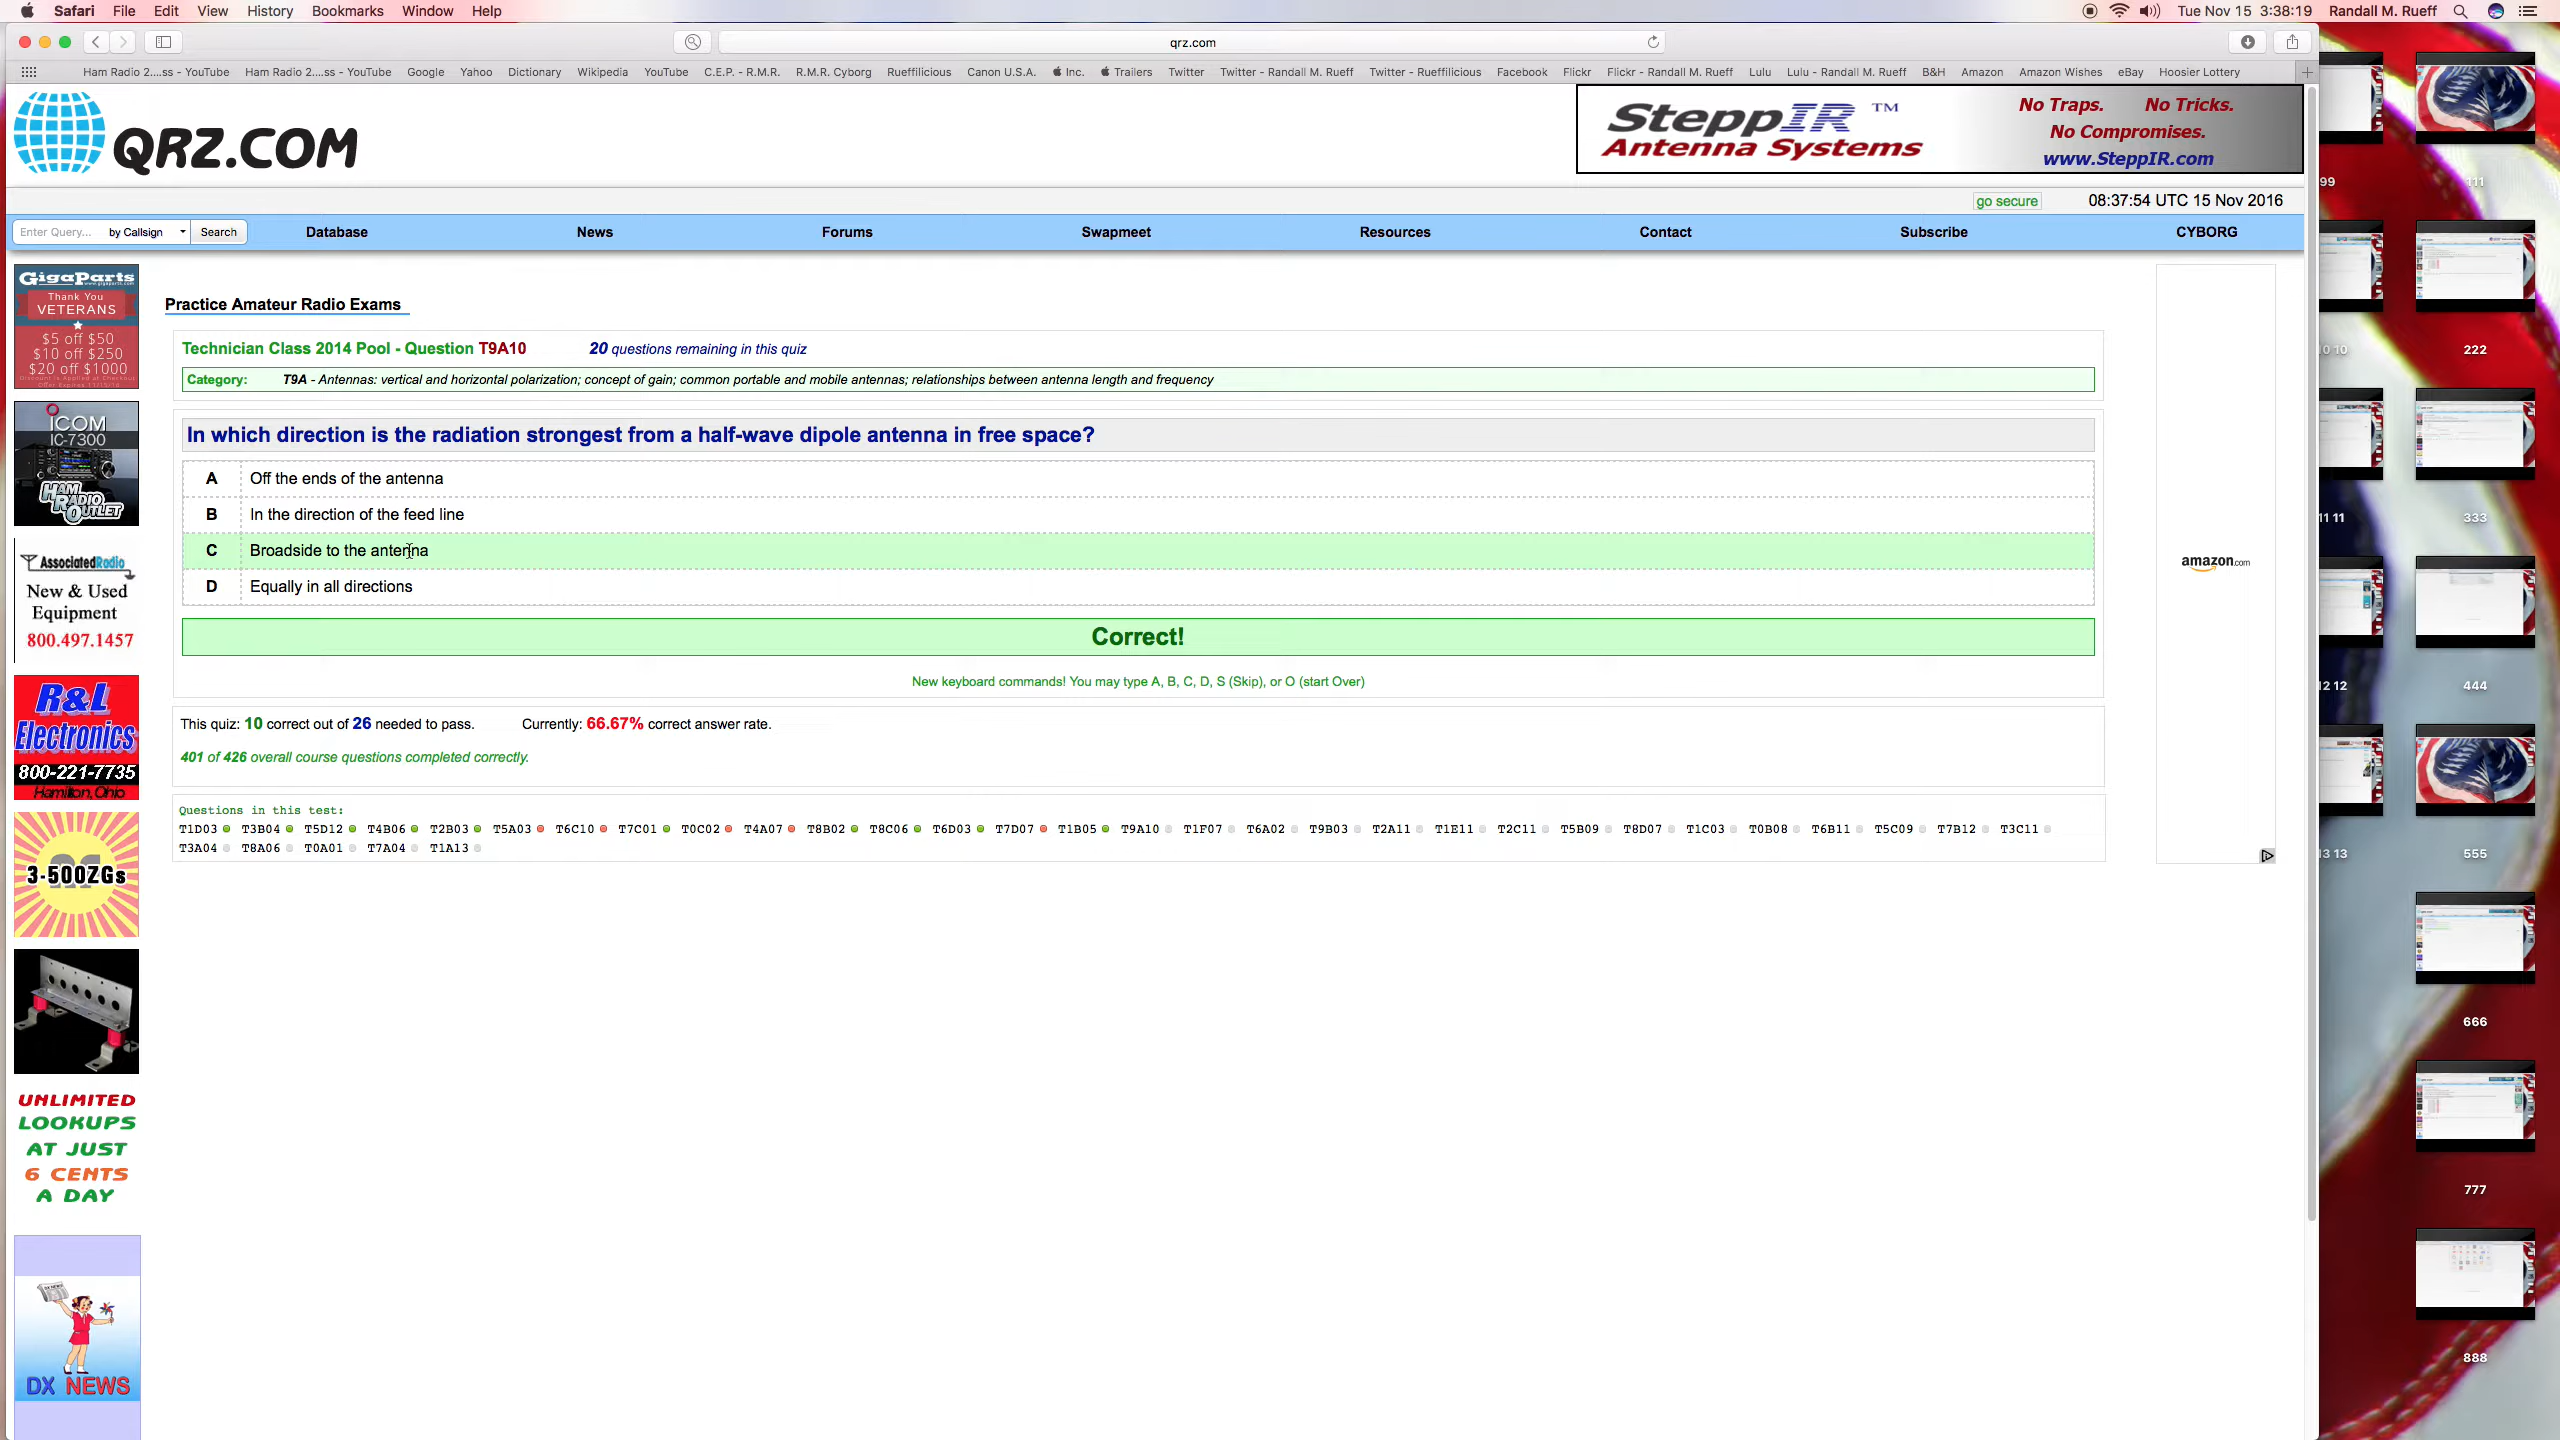 Safari File Edit View History Bookmarks Window Help
Tue Nov 15 3:38:19 Randall M. Rueff
qrz.com
Ham Radio 2....ss - YouTube Ham Radio 2....ss - YouTube Google Yahoo Dictionary Wikipedia YouTube C.E.P. - R.M.R. R.M.R. Cyborg Rueffilicious Canon U.S.A. Inc. Trailers Twitter Twitter - Randall M. Rueff Twitter - Rueffilicious Facebook Flickr Flickr - Randall M. Rueff Lulu Lulu - Randall M. Rueff B&H Amazon Amazon Wishes eBay Hoosier Lottery
QRZ.COM
SteppIR ™
Antenna Systems
No Traps. No Tricks.
No Compromises.
www.SteppIR.com
go secure 08:37:54 UTC 15 Nov 2016
Enter Query... by Callsign Search Database News Forums Swapmeet Resources Contact Subscribe CYBORG
GigaParts
www.gigaparts.com
Thank You
VETERANS
$5 off $50
$10 off $250
$20 off $1000
ICOM
IC-7300
HAM RADIO OUTLET
AssociatedRadio
New & Used
Equipment
800.497.1457
R&L
Electronics
800-221-7735
Hamilton, Ohio
3-500ZGs
UNLIMITED
LOOKUPS
AT JUST
6 CENTS
A DAY
DX NEWS
Practice Amateur Radio Exams
Technician Class 2014 Pool - Question T9A10 20 questions remaining in this quiz
Category: T9A - Antennas: vertical and horizontal polarization; concept of gain; common portable and mobile antennas; relationships between antenna length and frequency
In which direction is the radiation strongest from a half-wave dipole antenna in free space?
A Off the ends of the antenna
B In the direction of the feed line
C Broadside to the antenna
D Equally in all directions
Correct!
New keyboard commands! You may type A, B, C, D, S (Skip), or O (start Over)
This quiz: 10 correct out of 26 needed to pass. Currently: 66.67% correct answer rate.
401 of 426 overall course questions completed correctly.
Questions in this test:
T1D03 T3B04 T5D12 T4B06 T2B03 T5A03 T6C10 T7C01 T0C02 T4A07 T8B02 T8C06 T6D03 T7D07 T1B05 T9A10 T1F07 T6A02 T9B03 T2A11 T1E11 T2C11 T5B09 T8D07 T1C03 T0B08 T6B11 T5C09 T7B12 T3C11
T3A04 T8A06 T0A01 T7A04 T1A13
amazon.com
99 111
10 10 222
11 11 333
12 12 444
13 13 555
666
777
888